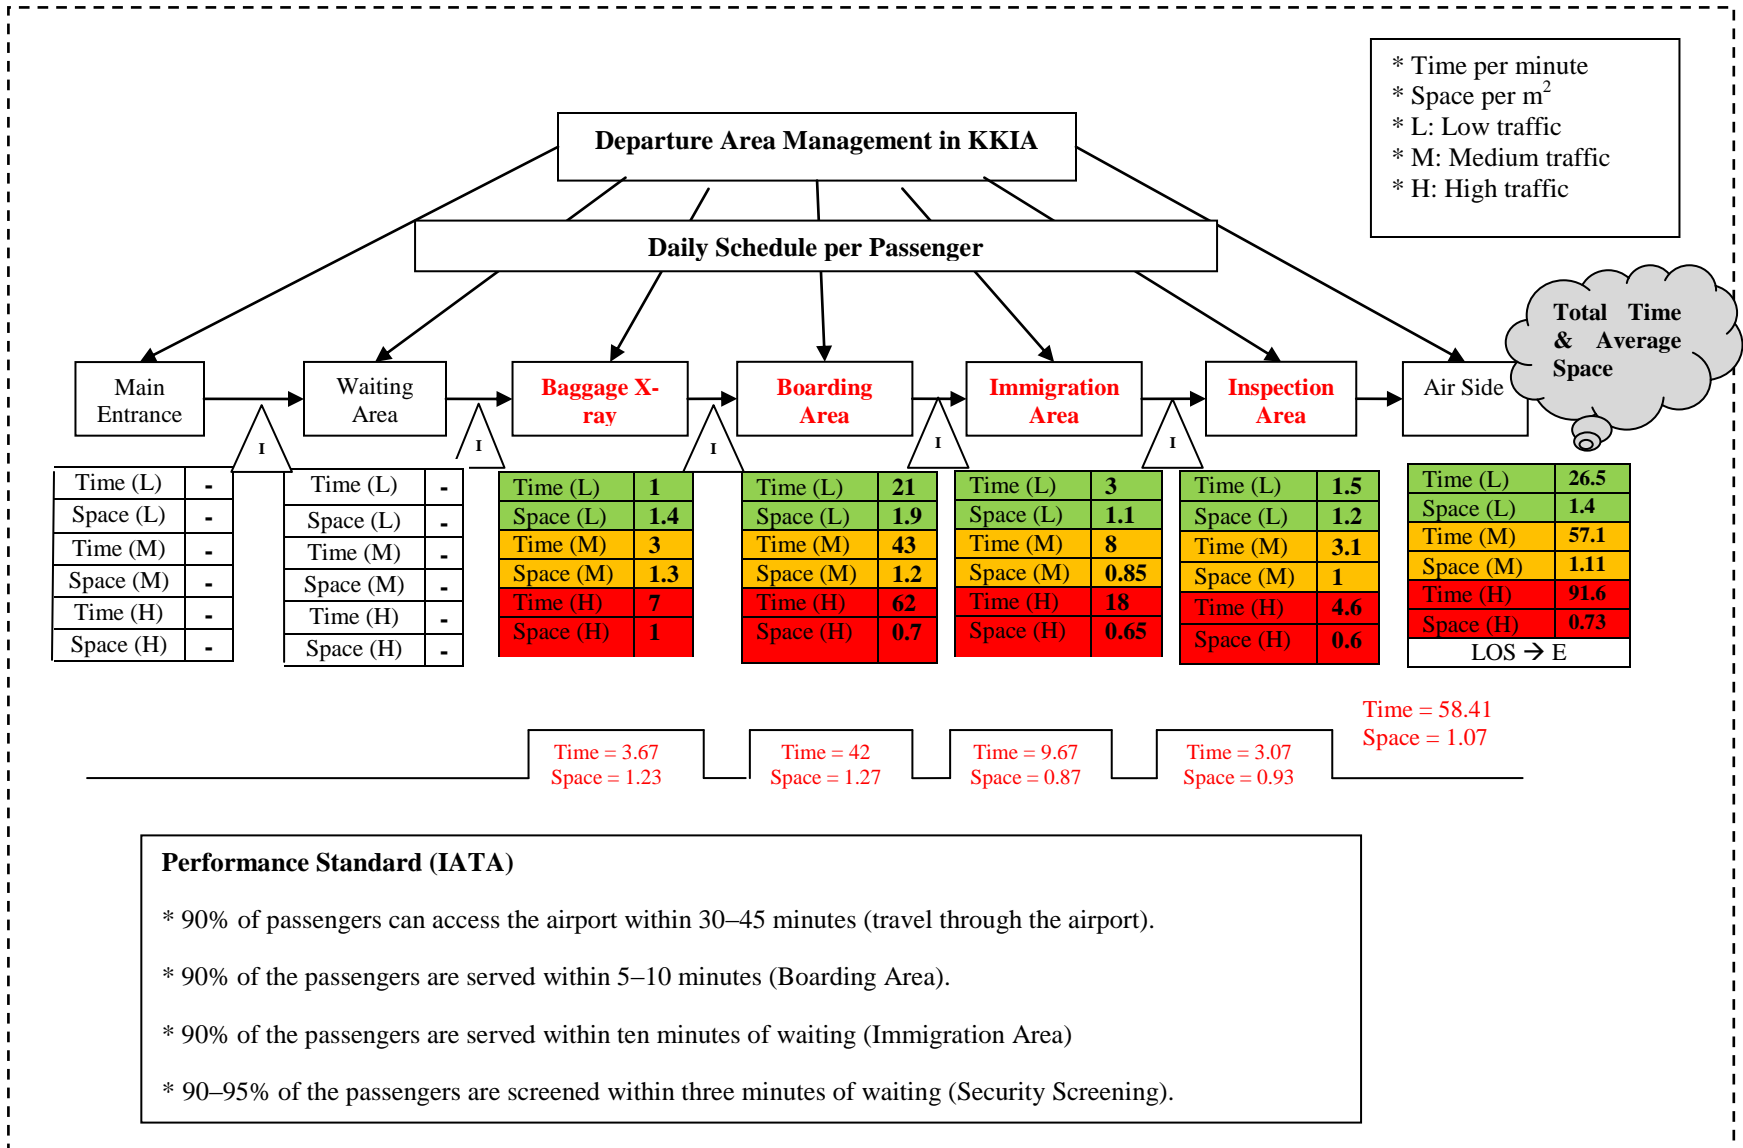 * Time per minute
* Space per m²
* L: Low traffic
* M: Medium traffic
* H: High traffic
Departure Area Management in KKIA
Daily Schedule per Passenger
Total Time
& Average
Space
Main
Entrance
Waiting
Area
Baggage X-
ray
Boarding
Area
Immigration
Area
Inspection
Area
Air Side
I
I
I
I
I
Time (L) -
Space (L) -
Time (M) -
Space (M) -
Time (H) -
Space (H) -
Time (L) -
Space (L) -
Time (M) -
Space (M) -
Time (H) -
Space (H) -
Time (L) 1
Space (L) 1.4
Time (M) 3
Space (M) 1.3
Time (H) 7
Space (H) 1
Time (L) 21
Space (L) 1.9
Time (M) 43
Space (M) 1.2
Time (H) 62
Space (H) 0.7
Time (L) 3
Space (L) 1.1
Time (M) 8
Space (M) 0.85
Time (H) 18
Space (H) 0.65
Time (L) 1.5
Space (L) 1.2
Time (M) 3.1
Space (M) 1
Time (H) 4.6
Space (H) 0.6
Time (L) 26.5
Space (L) 1.4
Time (M) 57.1
Space (M) 1.11
Time (H) 91.6
Space (H) 0.73
LOS → E
Time = 3.67
Space = 1.23
Time = 42
Space = 1.27
Time = 9.67
Space = 0.87
Time = 3.07
Space = 0.93
Time = 58.41
Space = 1.07
Performance Standard (IATA)
* 90% of passengers can access the airport within 30–45 minutes (travel through the airport).
* 90% of the passengers are served within 5–10 minutes (Boarding Area).
* 90% of the passengers are served within ten minutes of waiting (Immigration Area)
* 90–95% of the passengers are screened within three minutes of waiting (Security Screening).